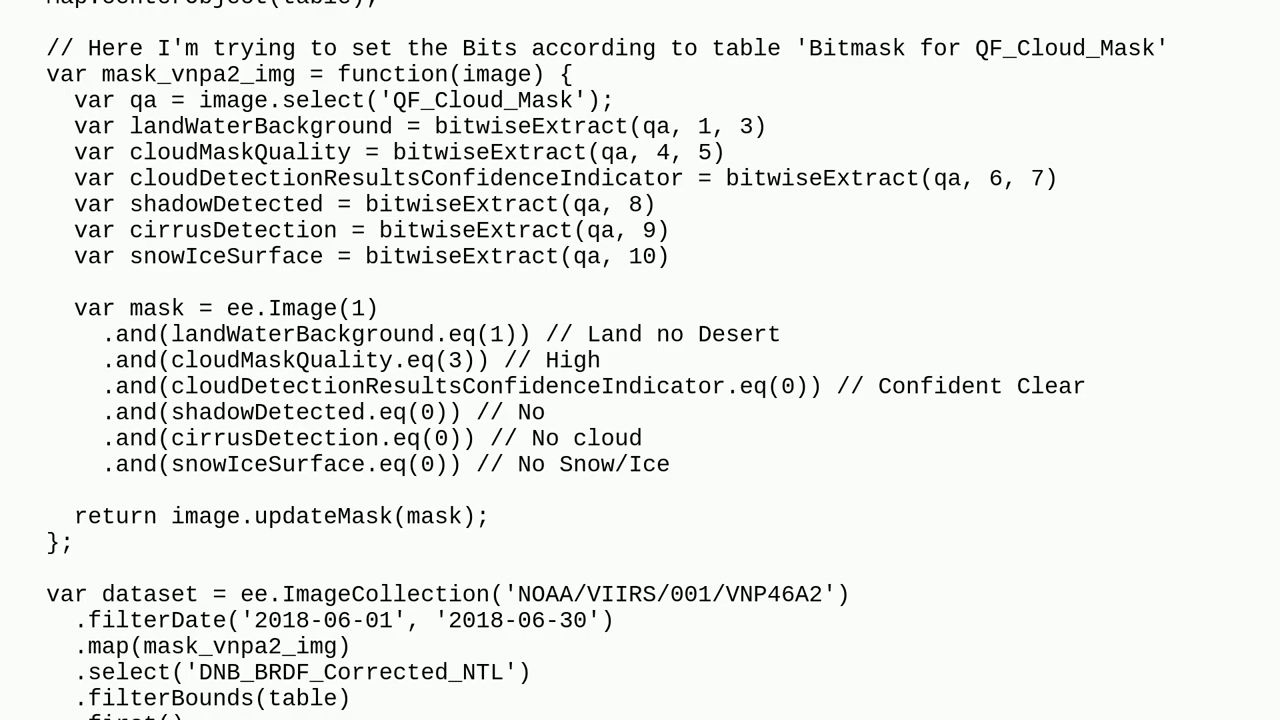 Map.centerObject(table);
// Here I'm trying to set the Bits according to table 'Bitmask for QF_Cloud_Mask'
var mask_vnpa2_img = function(image) {
var qa = image.select('QF_Cloud_Mask');
var landWaterBackground = bitwiseExtract(qa, 1, 3)
var cloudMaskQuality = bitwiseExtract(qa, 4, 5)
var cloudDetectionResultsConfidenceIndicator = bitwiseExtract(qa, 6, 7)
var shadowDetected = bitwiseExtract(qa, 8)
var cirrusDetection = bitwiseExtract(qa, 9)
var snowIceSurface = bitwiseExtract(qa, 10)
var mask = ee.Image(1)
.and(landWaterBackground.eq(1)) // Land no Desert
.and(cloudMaskQuality.eq(3)) // High
.and(cloudDetectionResultsConfidenceIndicator.eq(0)) // Confident Clear
.and(shadowDetected.eq(0)) // No
.and(cirrusDetection.eq(0)) // No cloud
.and(snowIceSurface.eq(0)) // No Snow/Ice
return image.updateMask(mask);
};
var dataset = ee.ImageCollection('NOAA/VIIRS/001/VNP46A2')
.filterDate('2018-06-01', '2018-06-30')
.map(mask_vnpa2_img)
.select('DNB_BRDF_Corrected_NTL')
.filterBounds(table)
.first()